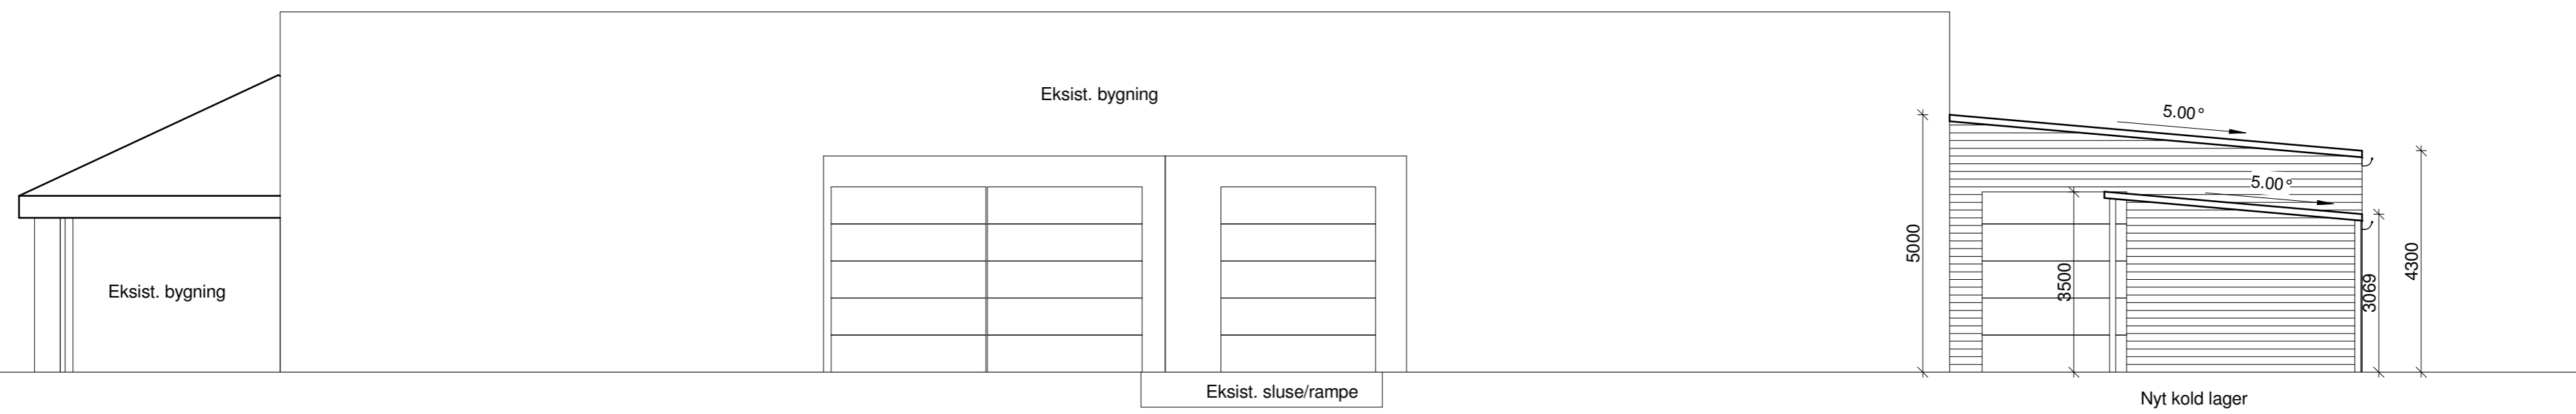 Eksist. bygning
5.00°
5.00°
5000
3500
3069
4300
Eksist. bygning
Eksist. sluse/rampe
Nyt kold lager